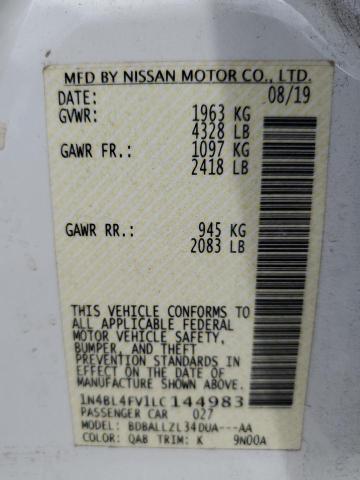 MFD BY NISSAN MOTOR CO., LTD.
DATE: 08/19
GVWR: 1963 KG
4328 LB
GAWR FR.: 1097 KG
2418 LB
GAWR RR.: 945 KG
2083 LB
THIS VEHICLE CONFORMS TO
ALL APPLICABLE FEDERAL
MOTOR VEHICLE SAFETY,
BUMPER, AND THEFT
PREVENTION STANDARDS IN
EFFECT ON THE DATE OF
MANUFACTURE SHOWN ABOVE.
1N4BL4FV1LC144983
PASSENGER CAR 027
MODEL: BDBALLZL34DUA---AA
COLOR: QAB TRIM: K 9N00A